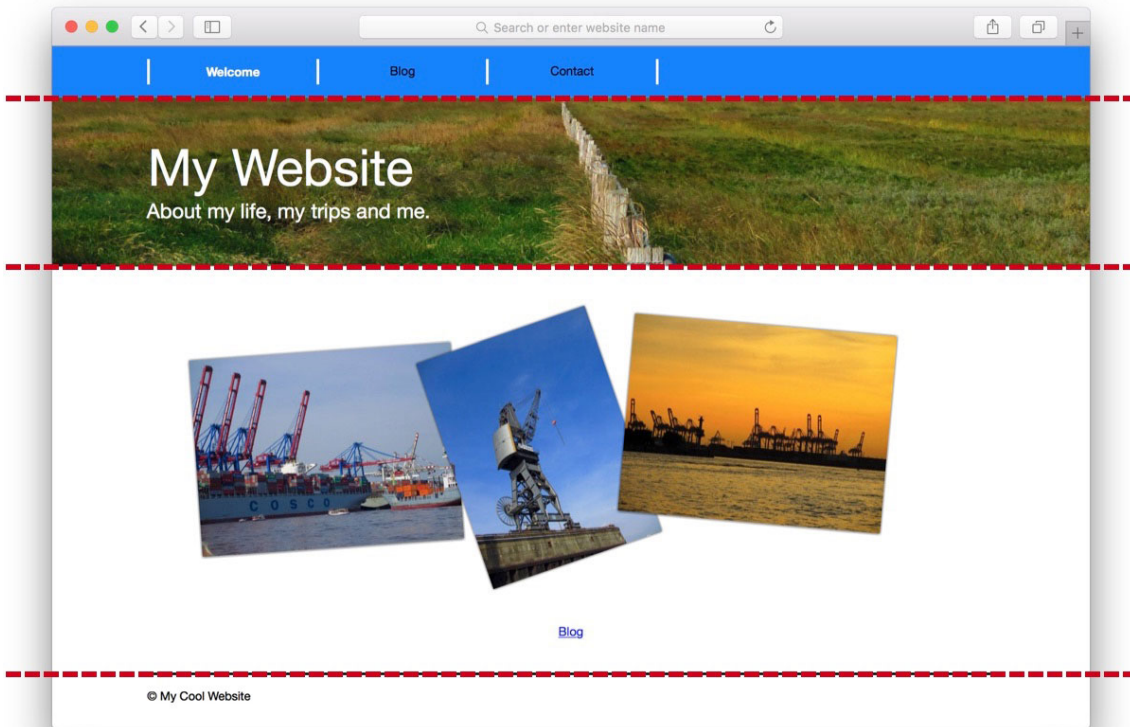 Search or enter website name
Welcome Blog Contact
My Website
About my life, my trips and me.
COSCO
Blog
© My Cool Website